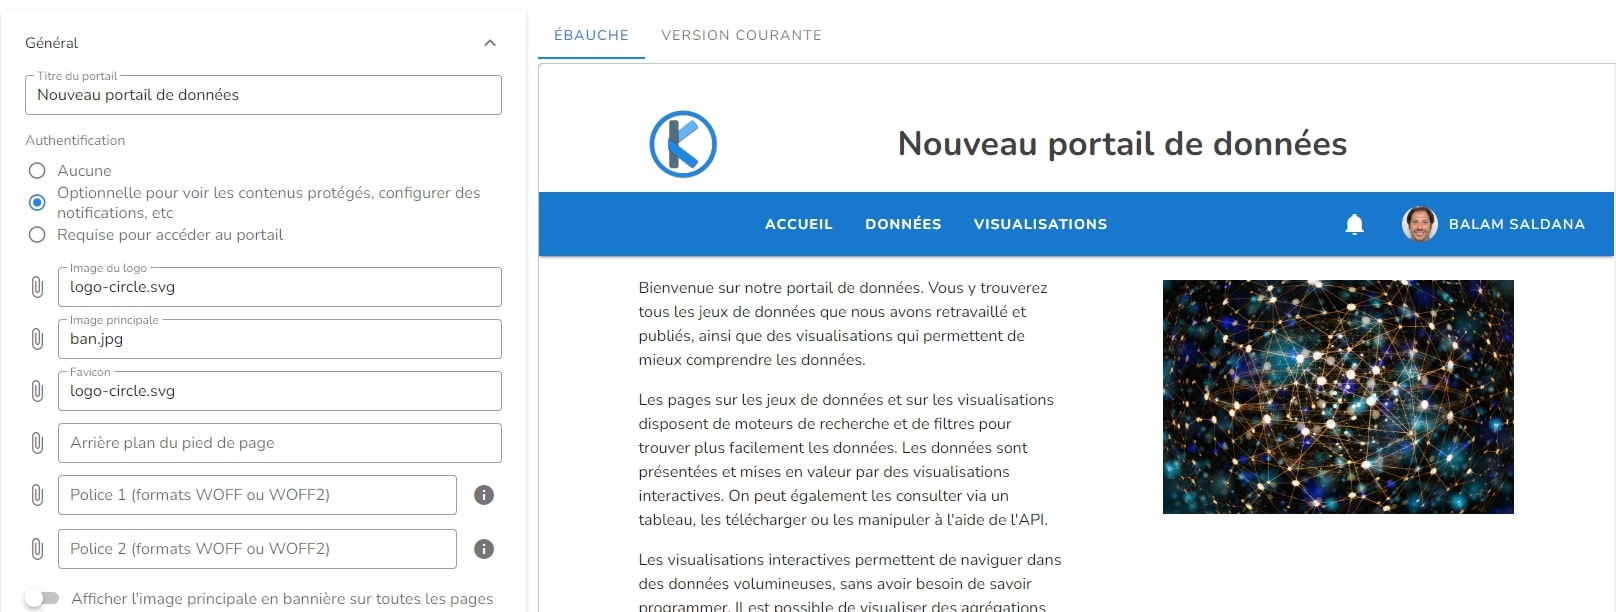 Général
Titre du portail
Nouveau portail de données
Authentification
Aucune
Optionnelle pour voir les contenus protégés, configurer des
notifications, etc
Requise pour accéder au portail
Image du logo
logo-circle.svg
Image principale
ban.jpg
Favicon
logo-circle.svg
Arrière plan du pied de page
Police 1 (formats WOFF ou WOFF2)
Police 2 (formats WOFF ou WOFF2)
Afficher l'image principale en bannière sur toutes les pages
ÉBAUCHE VERSION COURANTE
Nouveau portail de données
ACCUEIL DONNÉES VISUALISATIONS BALAM SALDANA
Bienvenue sur notre portail de données. Vous y trouverez
tous les jeux de données que nous avons retravaillé et
publiés, ainsi que des visualisations qui permettent de
mieux comprendre les données.
Les pages sur les jeux de données et sur les visualisations
disposent de moteurs de recherche et de filtres pour
trouver plus facilement les données. Les données sont
présentées et mises en valeur par des visualisations
interactives. On peut également les consulter via un
tableau, les télécharger ou les manipuler à l'aide de l'API.
Les visualisations interactives permettent de naviguer dans
des données volumineuses, sans avoir besoin de savoir
programmer. Il est possible de visualiser des agrégations